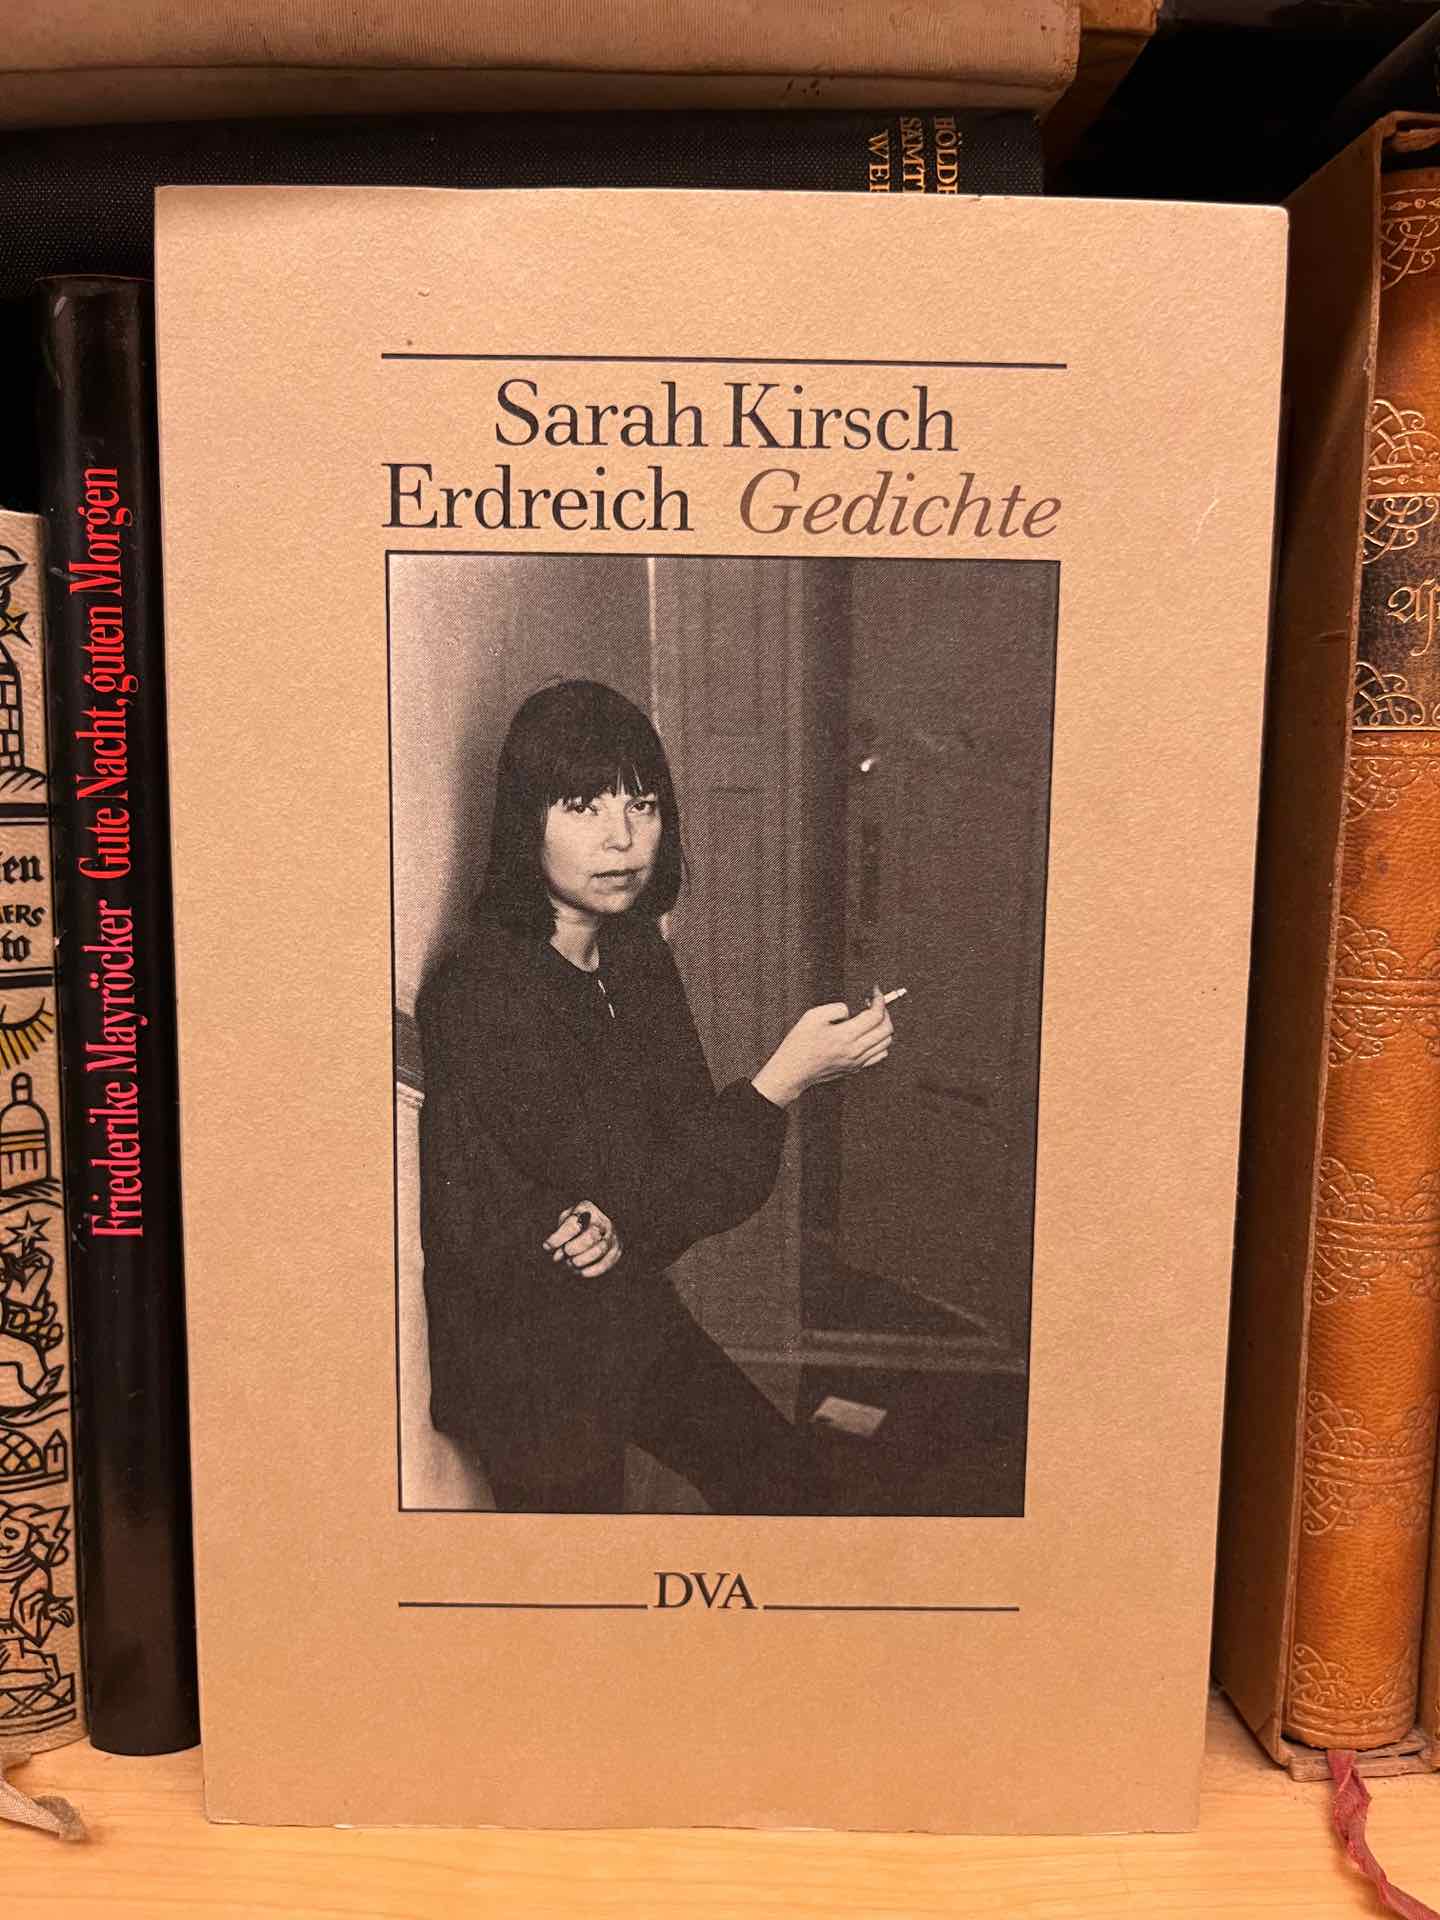 Sarah Kirsch
Erdreich Gedichte
DVA
Friederike Mayröcker Gute Nacht, guten Morgen